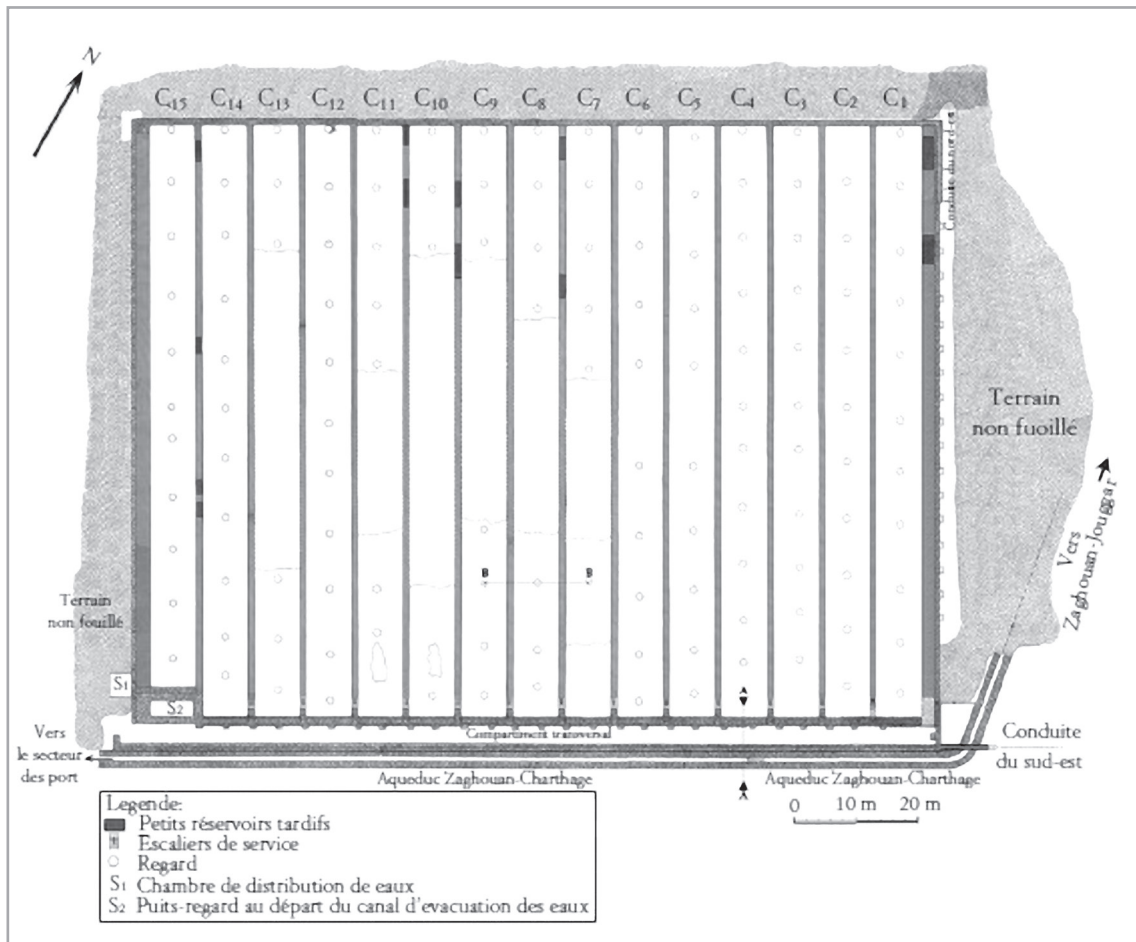 N
C15 C14 C13 C12 C11 C10 C9 C8 C7 C6 C5 C4 C3 C2 C1
Conduite du nord-es
Terrain
non fuoillé
Vers
Zaghouan-Jouggar
B B
Terrain
non fouillé
S1
S2
A
Compartiment transversal
Vers
le secteur
des port
Conduite
du sud-est
Aqueduc Zaghouan-Charthage
A
Aqueduc Zaghouan-Charthage
0 10 m 20 m
Legende:
Petits réservoirs tardifs
Escaliers de service
Regard
S1 Chambre de distribution de eaux
S2 Puits-regard au départ du canal d'evacuation des eaux